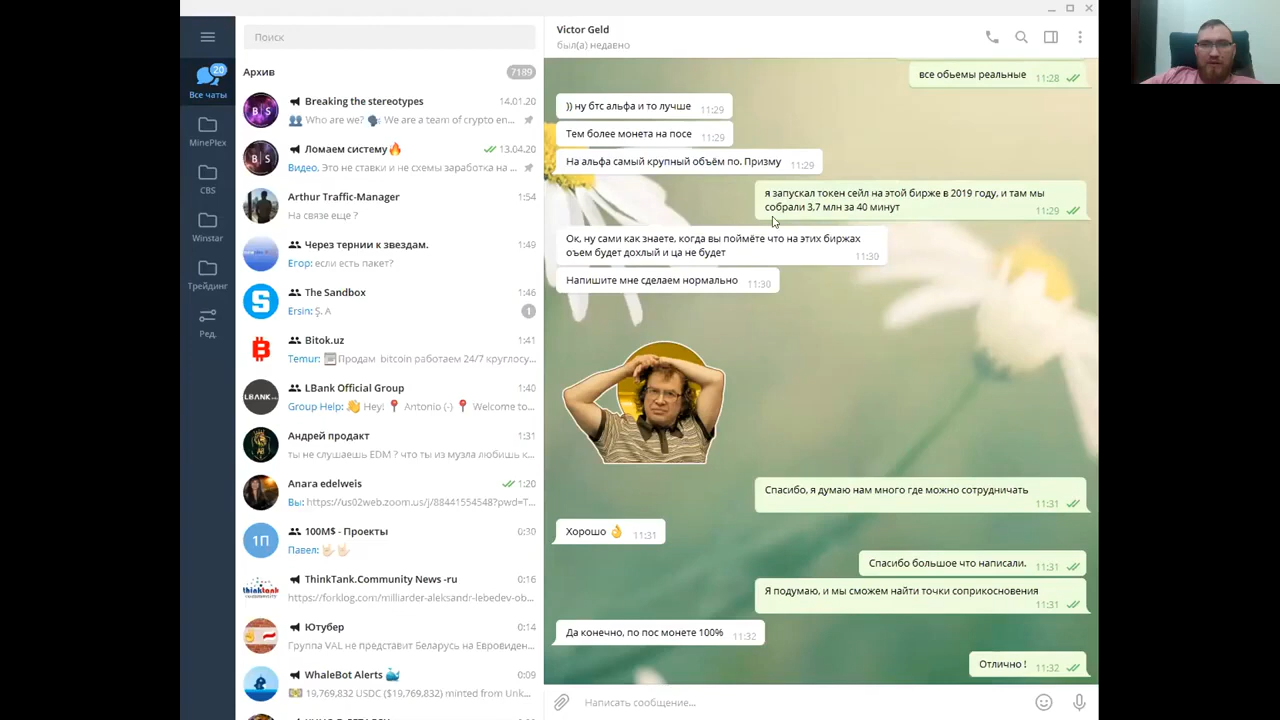 Поиск
20
Все чаты
MinePlex
CBS
Winstar
Трейдинг
Ред.
Архив
7189
Breaking the stereotypes
14.01.20
Who are we? We are a team of crypto en...
Ломаем систему
13.04.20
Видео, Это не ставки и не схемы заработка на ...
Arthur Traffic-Manager
1:54
На связе еще ?
Через тернии к звездам.
1:49
Егор: если есть пакет?
The Sandbox
1:46
Ersin: Ş. A
1
Bitok.uz
1:41
Temur: Продам bitcoin работаем 24/7 круглосу...
LBANK
LBank Official Group
1:40
Group Help: Hey! Antonio (-) Welcome to...
Андрей продакт
1:31
ты не слушаешь EDM ? что ты из музла любишь к...
Anara edelweis
1:20
Вы: https://us02web.zoom.us/j/88441554548?pwd=T...
1П
100M$ - Проекты
0:30
Павел:
thinktank
ThinkTank.Community News -ru
0:16
https://forklog.com/milliarder-aleksandr-lebedev-ob...
Ютубер
0:14
Группа VAL не представит Беларусь на Евровиден...
WhaleBot Alerts
0:09
19,769,832 USDC ($19,769,832) minted from Unk...
Victor Geld
был(а) недавно
все обьемы реальные
11:28
)) ну бтс альфа и то лучше
11:29
Тем более монета на посе
11:29
На альфа самый крупный объём по. Призму
11:29
я запускал токен сейл на этой бирже в 2019 году, и там мы
собрали 3,7 млн за 40 минут
11:29
Ок, ну сами как знаете, когда вы поймёте что на этих биржах
оъем будет дохлый и ца не будет
11:30
Напишите мне сделаем нормально
11:30
Спасибо, я думаю нам много где можно сотрудничать
11:31
Хорошо
11:31
Спасибо большое что написали.
11:31
Я подумаю, и мы сможем найти точки соприкосновения
11:31
Да конечно, по пос монете 100%
11:32
Отлично !
11:32
Написать сообщение...